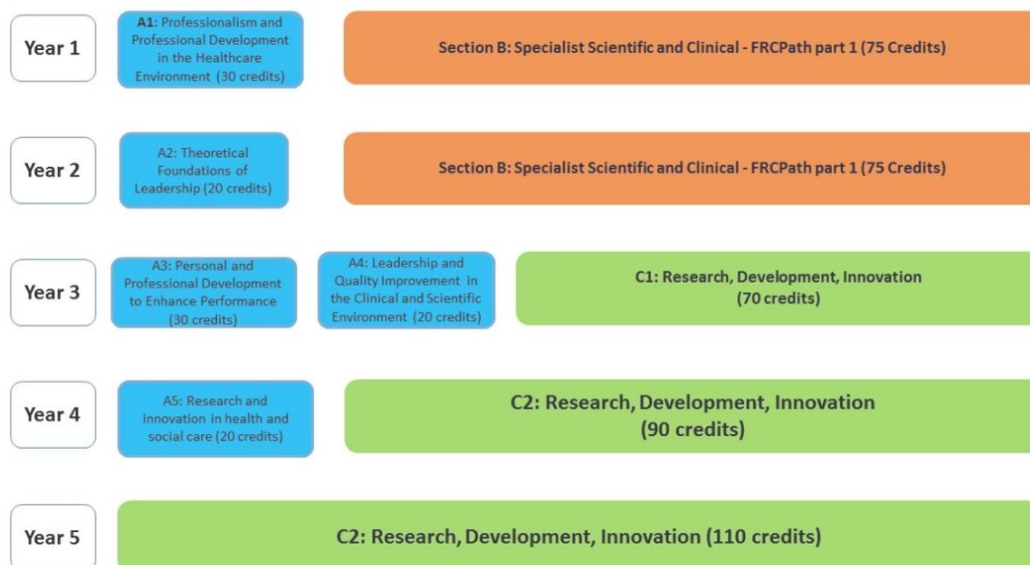 Year 1
A1: Professionalism and
Professional Development
in the Healthcare
Environment (30 credits)
Section B: Specialist Scientific and Clinical - FRCPath part 1 (75 Credits)
Year 2
A2: Theoretical
Foundations of
Leadership (20 credits)
Section B: Specialist Scientific and Clinical - FRCPath part 1 (75 Credits)
Year 3
A3: Personal and
Professional Development
to Enhance Performance
(30 credits)
A4: Leadership and
Quality Improvement in
the Clinical and Scientific
Environment (20 credits)
C1: Research, Development, Innovation
(70 credits)
Year 4
A5: Research and
innovation in health and
social care (20 credits)
C2: Research, Development, Innovation
(90 credits)
Year 5
C2: Research, Development, Innovation (110 credits)